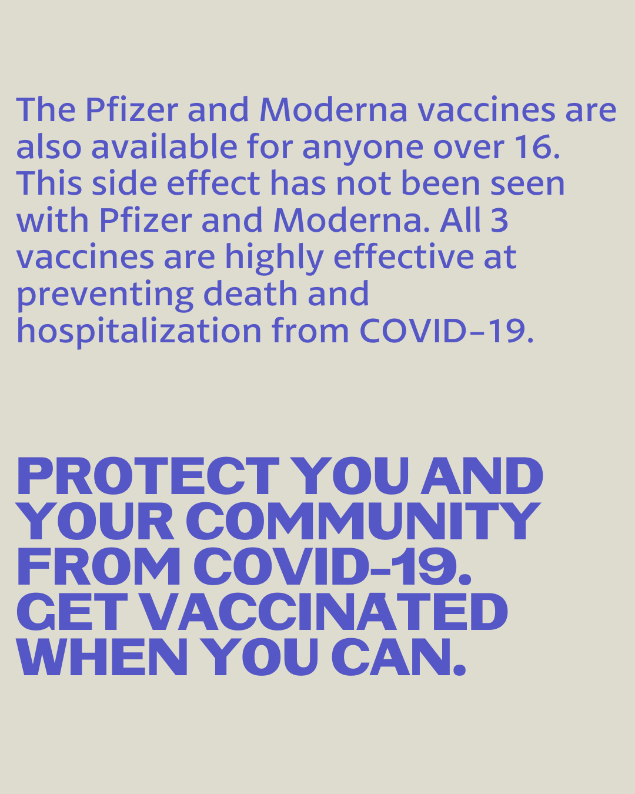 The Pfizer and Moderna vaccines are
also available for anyone over 16.
This side effect has not been seen
with Pfizer and Moderna. All 3
vaccines are highly effective at
preventing death and
hospitalization from COVID-19.
PROTECT YOU AND
YOUR COMMUNITY
FROM COVID-19.
GET VACCINATED
WHEN YOU CAN.